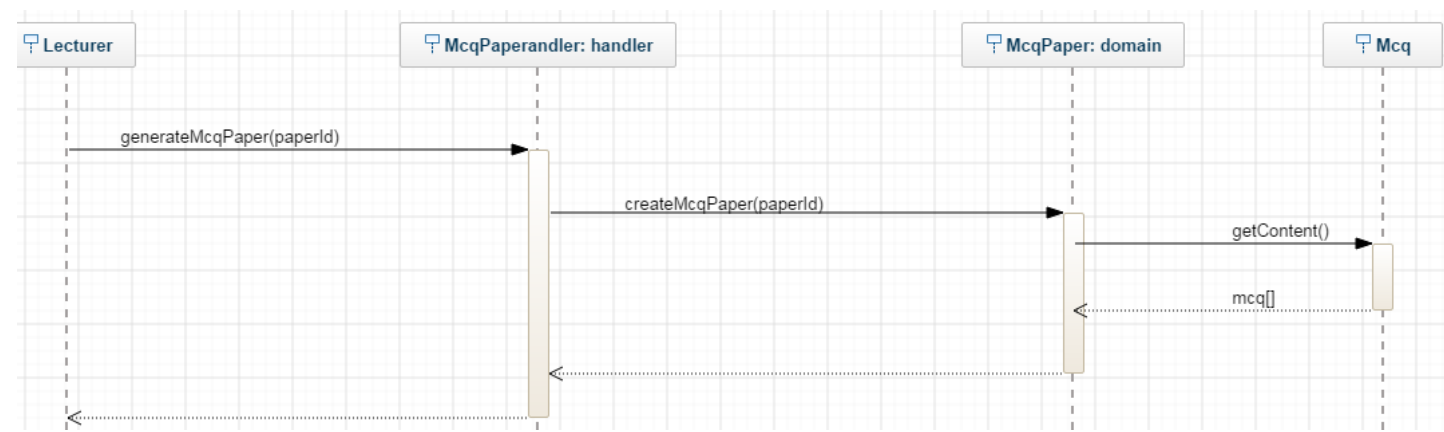 Lecturer
McqPaperandler: handler
McqPaper: domain
Mcq
generateMcqPaper(paperId)
createMcqPaper(paperId)
getContent()
mcq[]